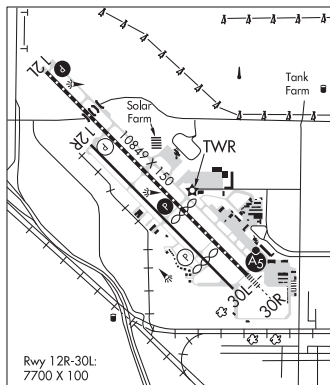 12L
P
Solar
Farm
Tank
Farm
12R
10849 X 150
TWR
P
P
P
A5
30L
30R
Rwy 12R-30L:
7700 X 100